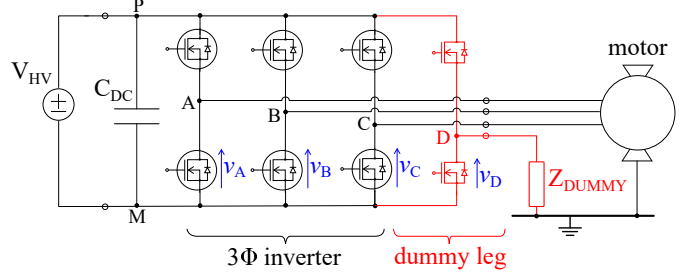 P
motor
V_HV
C_DC
A
B
C
D
v_A
v_B
v_C
v_D
Z_DUMMY
M
3Φ inverter
dummy leg